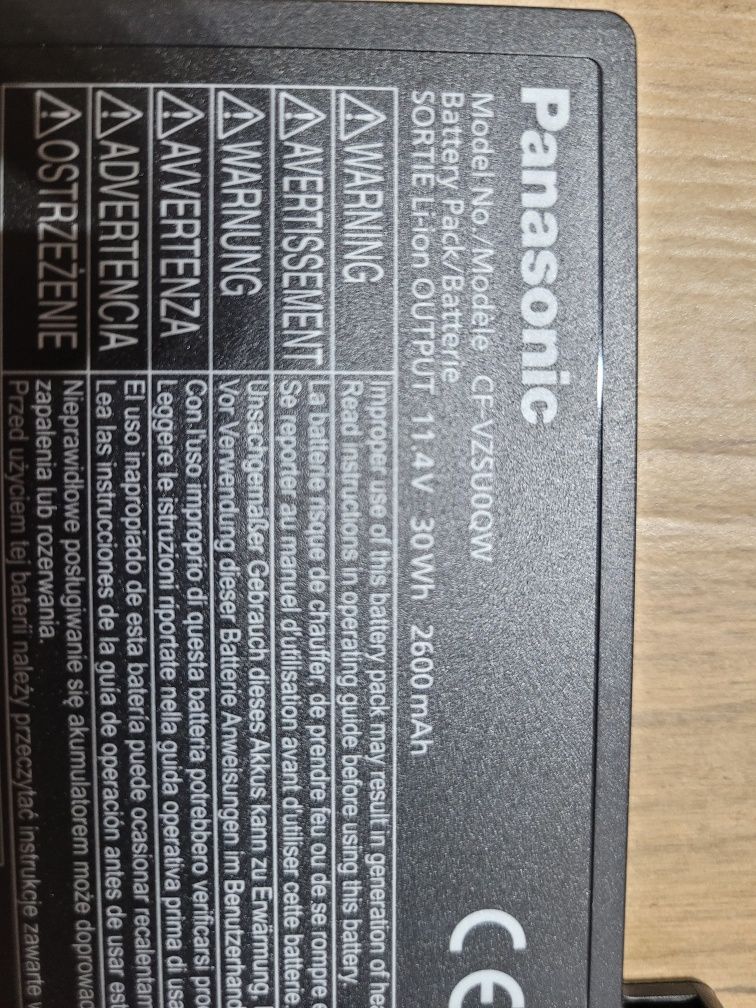 Panasonic
Model No./Modèle CF-VZSU0QW
Battery Pack/Batterie
SORTIE Li-ion OUTPUT 11.4V 30Wh 2600mAh
CE
⚠WARNING
Improper use of this battery pack may result in generation of
Read instructions in operating guide before using this battery.
⚠AVERTISSEMENT
La batterie risque de chauffer, de prendre feu ou de se rompre
Se reporter au manuel d'utilisation avant d'utiliser cette batterie.
⚠WARNUNG
Unsachgemäßer Gebrauch dieses Akkus kann zu Erwärmung,
Vor Verwendung dieser Batterie Anweisungen im
⚠AVVERTENZA
Con l'uso improprio di questa batteria potrebbero verificarsi
Leggere le istruzioni riportate nella guida operativa prima di
⚠ADVERTENCIA
El uso inapropiado de esta batería puede ocasionar
Lea las instrucciones de la guía de operación antes de usar
⚠OSTRZEŻENIE
Nieprawidłowe posługiwanie się akumulatorem może
zapalenia lub rozerwania.
Przed użyciem tej baterii należy przeczytać instrukcje zawarte